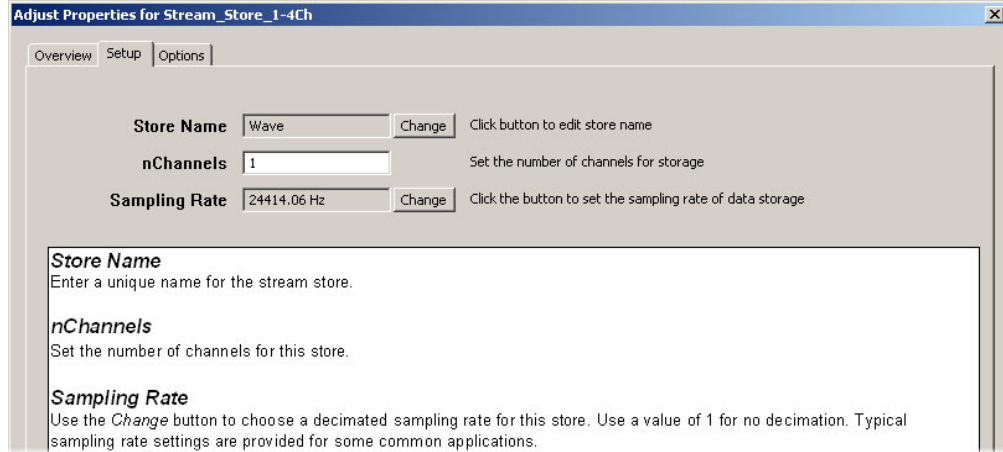 Adjust Properties for Stream_Store_1-4Ch
Overview Setup Options
Store Name Wave Change Click button to edit store name
nChannels 1 Set the number of channels for storage
Sampling Rate 24414.06 Hz Change Click the button to set the sampling rate of data storage
Store Name
Enter a unique name for the stream store.
nChannels
Set the number of channels for this store.
Sampling Rate
Use the Change button to choose a decimated sampling rate for this store. Use a value of 1 for no decimation. Typical
sampling rate settings are provided for some common applications.